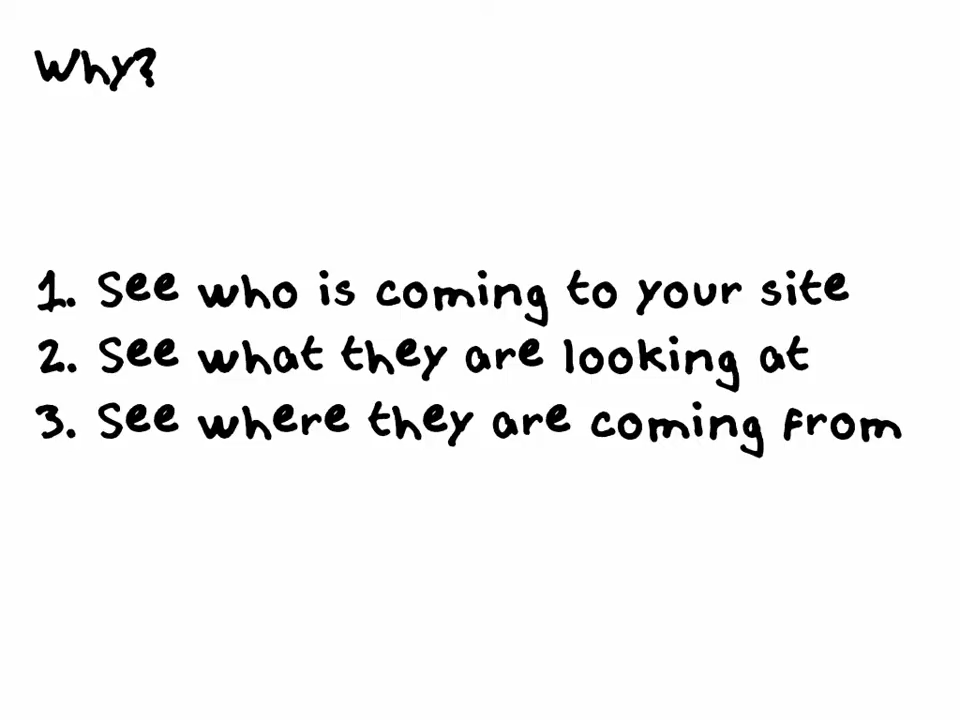 Why?
1. See who is coming to your site
2. See what they are looking at
3. See where they are coming from